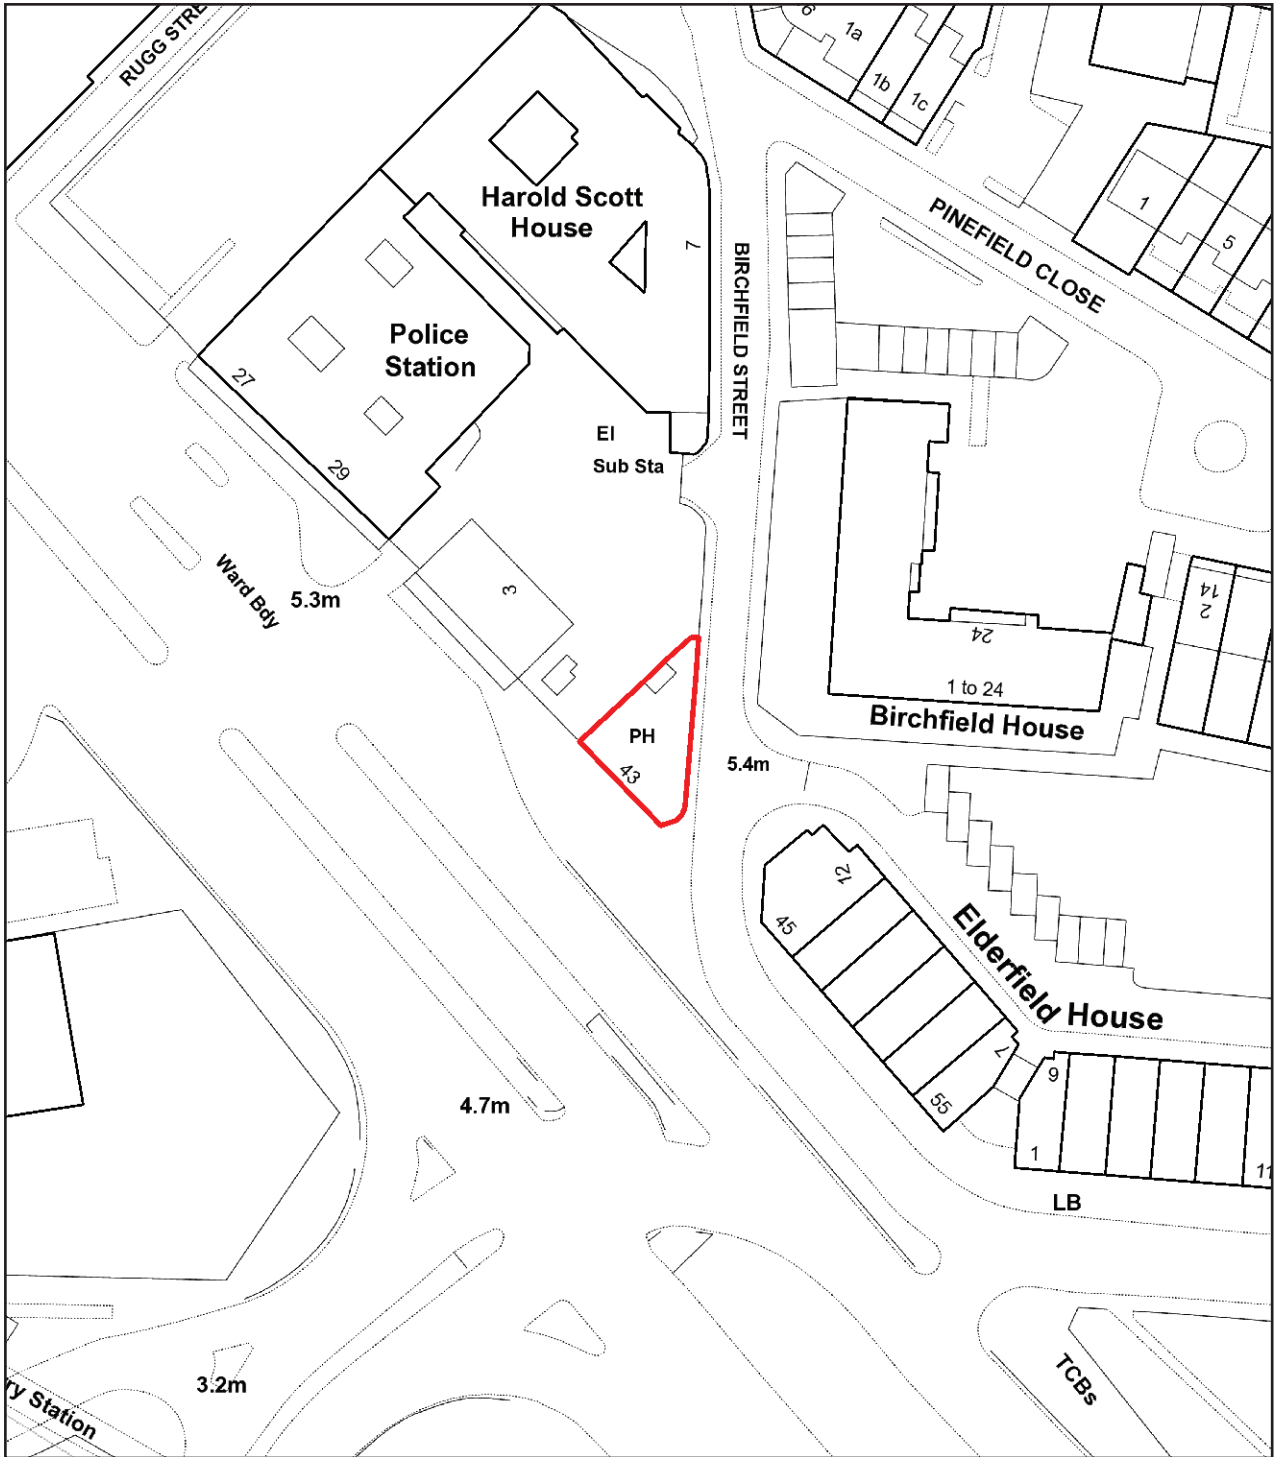 RUGG STRE
6
1a
1b
1c
Harold Scott
House
7
BIRCHFIELD STREET
PINEFIELD CLOSE
1
5
Police
Station
27
29
El
Sub Sta
Ward Bdy
5.3m
3
24
14
2
1 to 24
Birchfield House
PH
43
5.4m
12
45
Elderfield House
7
55
9
1
11
4.7m
LB
3.2m
ry Station
TCBs